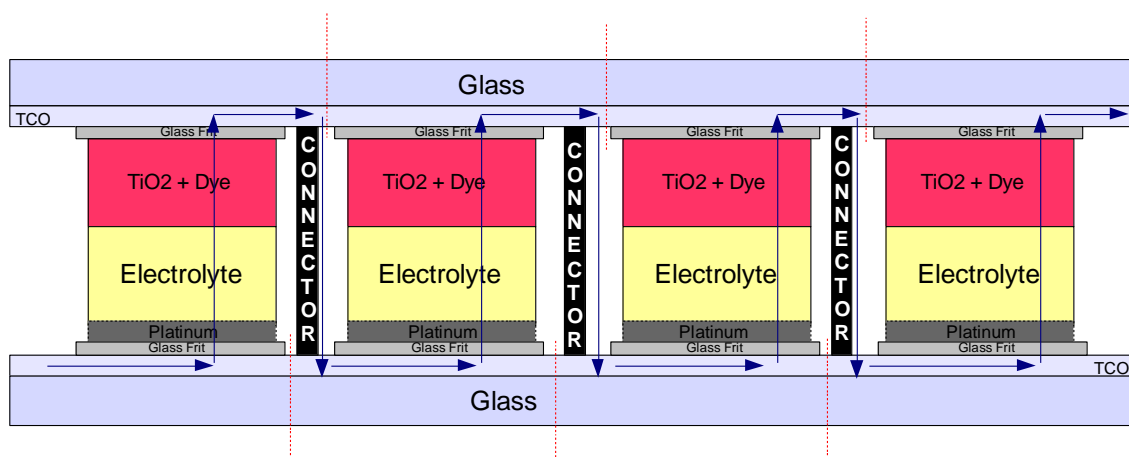 Glass
TCO
Glass Frit
Glass Frit
Glass Frit
Glass Frit
TiO2 + Dye
TiO2 + Dye
TiO2 + Dye
TiO2 + Dye
CONNECTOR
CONNECTOR
CONNECTOR
Electrolyte
Electrolyte
Electrolyte
Electrolyte
Platinum
Platinum
Platinum
Platinum
Glass Frit
Glass Frit
Glass Frit
Glass Frit
TCO
Glass